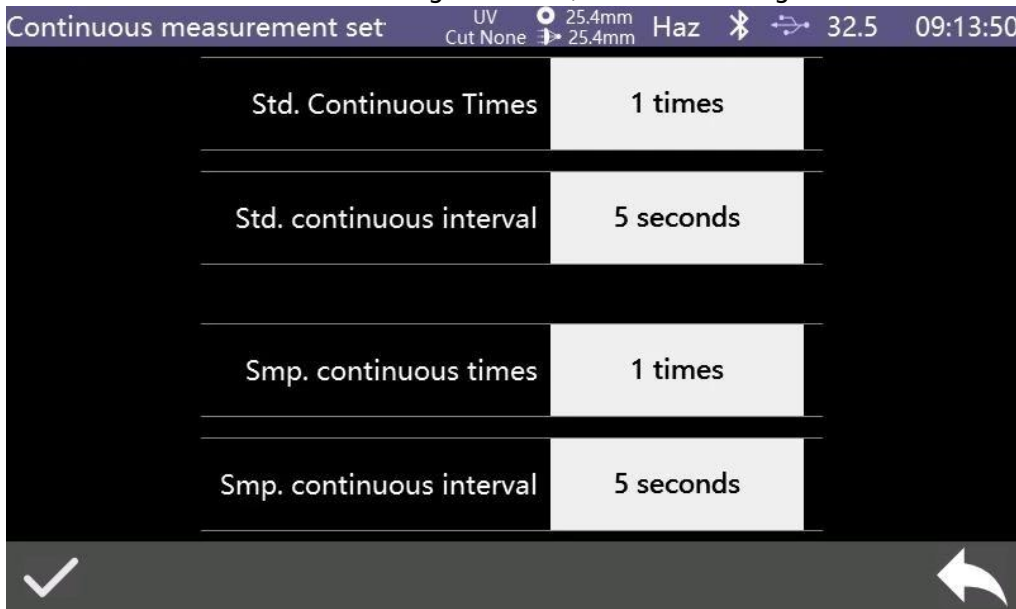 Continuous measurement set
UV
Cut None
25.4mm
25.4mm
Haz
32.5
09:13:50
Std. Continuous Times
1 times
Std. continuous interval
5 seconds
Smp. continuous times
1 times
Smp. continuous interval
5 seconds